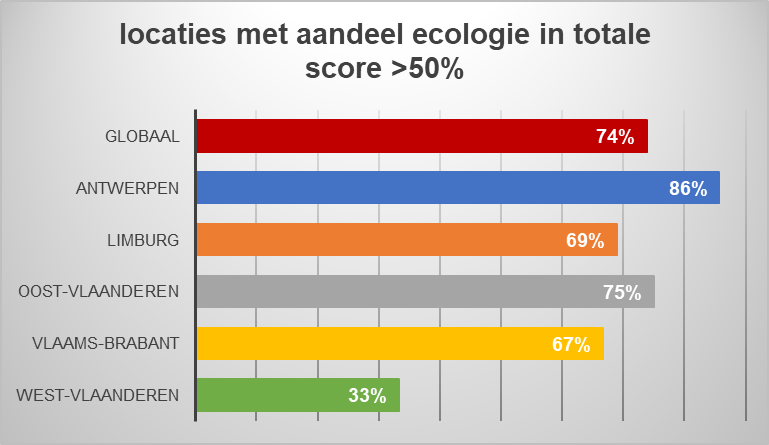 locaties met aandeel ecologie in totale
score >50%
GLOBAAL 74%
ANTWERPEN 86%
LIMBURG 69%
OOST-VLAANDEREN 75%
VLAAMS-BRABANT 67%
WEST-VLAANDEREN 33%